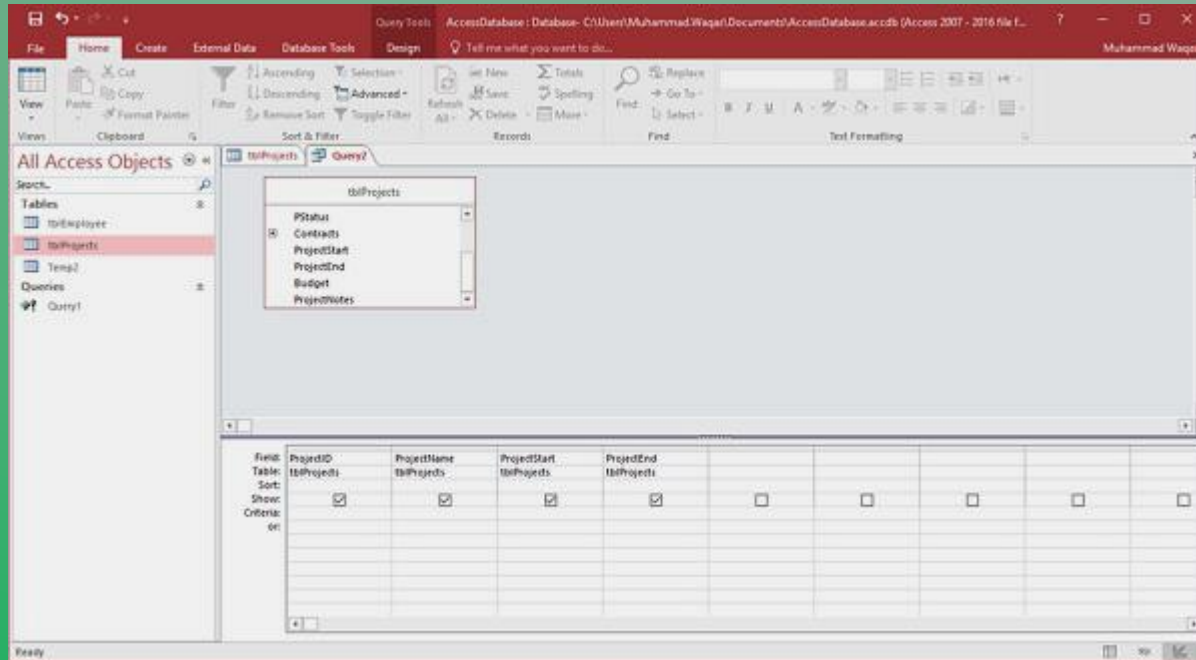 Query Tools AccessDatabase : Database- C:\Users\Muhammad.Waqar\Documents\AccessDatabase.accdb (Access 2007 - 2016 file f... ?
File Home Create External Data Database Tools Design Tell me what you want to do... Muhammad Waqar
View Paste Cut Copy Format Painter
Filter Ascending Descending Remove Sort Selection Advanced Toggle Filter
Refresh All New Save Delete Totals Spelling More
Find Replace Go To Select
B I U A
Views Clipboard Sort & Filter Records Find Text Formatting
All Access Objects
Search...
Tables
tblEmployee
tblProjects
Temp2
Queries
Query1
tblProjects Query2
tblProjects
PStatus
Contracts
ProjectStart
ProjectEnd
Budget
ProjectNotes
Field: ProjectID ProjectName ProjectStart ProjectEnd
Table: tblProjects tblProjects tblProjects tblProjects
Sort:
Show:
Criteria:
or:
Ready